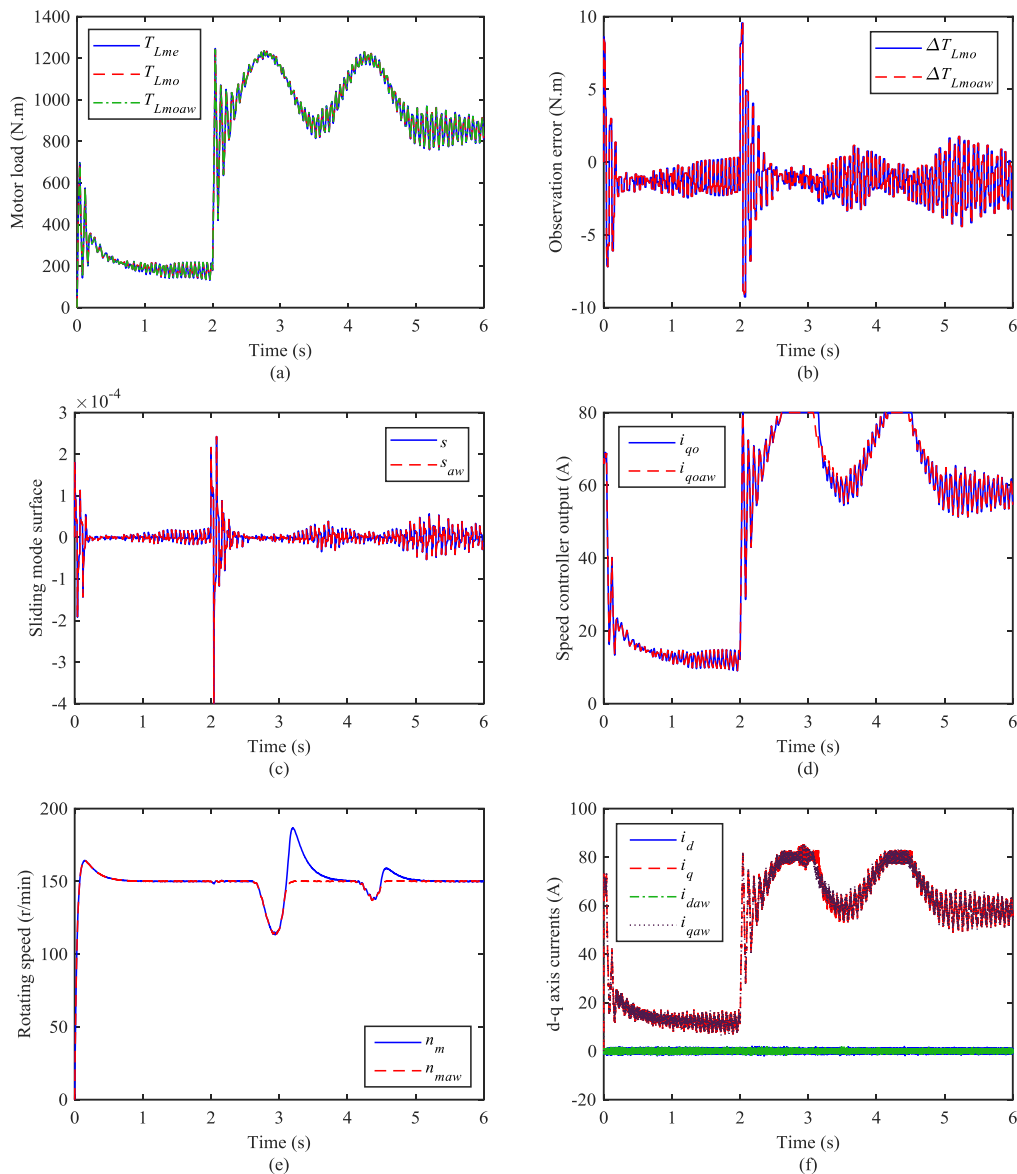 1400
1200
1000
800
600
400
200
0
Motor load (N.m)
T_Lme
T_Lmo
T_Lmoaw
0 1 2 3 4 5 6
Time (s)
(a)
10
5
0
-5
-10
Observation error (N.m)
ΔT_Lmo
ΔT_Lmoaw
0 1 2 3 4 5 6
Time (s)
(b)
×10^-4
3
2
1
0
-1
-2
-3
-4
Sliding mode surface
s
s_aw
0 1 2 3 4 5 6
Time (s)
(c)
80
60
40
20
0
Speed controller output (A)
i_qo
i_qoaw
0 1 2 3 4 5 6
Time (s)
(d)
200
150
100
50
0
Rotating speed (r/min)
n_m
n_maw
0 1 2 3 4 5 6
Time (s)
(e)
100
80
60
40
20
0
-20
d-q axis currents (A)
i_d
i_q
i_daw
i_qaw
0 1 2 3 4 5 6
Time (s)
(f)